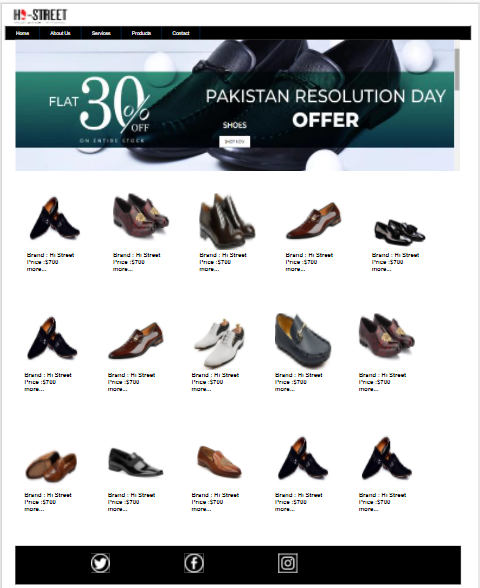 HI-STREET
Home About Us Services Products Contact
FLAT 30% OFF
ON ENTIRE STOCK
PAKISTAN RESOLUTION DAY
OFFER
SHOES
SHOP NOW
Brand : Hi Street Brand : Hi Street Brand : Hi Street Brand : Hi Street Brand : Hi Street
Price :$700 Price :$700 Price :$700 Price :$700 Price :$700
more... more... more... more... more...
Brand : Hi Street Brand : Hi Street Brand : Hi Street Brand : Hi Street Brand : Hi Street
Price :$700 Price :$700 Price :$700 Price :$700 Price :$700
more... more... more... more... more...
Brand : Hi Street Brand : Hi Street Brand : Hi Street Brand : Hi Street Brand : Hi Street
Price :$700 Price :$700 Price :$700 Price :$700 Price :$700
more... more... more... more... more...